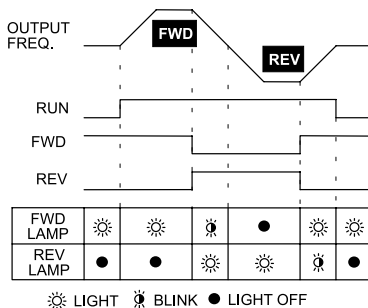 OUTPUT
FREQ.
FWD
REV
RUN
FWD
REV
FWD
LAMP
REV
LAMP
LIGHT BLINK LIGHT OFF